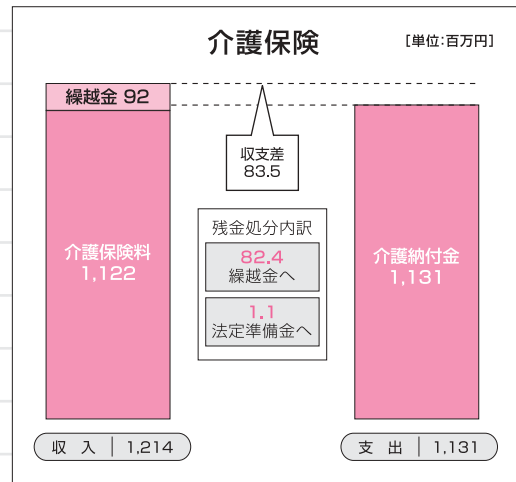 介護保険
[単位:百万円]
繰越金 92
収支差
83.5
介護保険料
1,122
残金処分内訳
82.4
繰越金へ
1.1
法定準備金へ
介護納付金
1,131
収 入 | 1,214
支 出 | 1,131